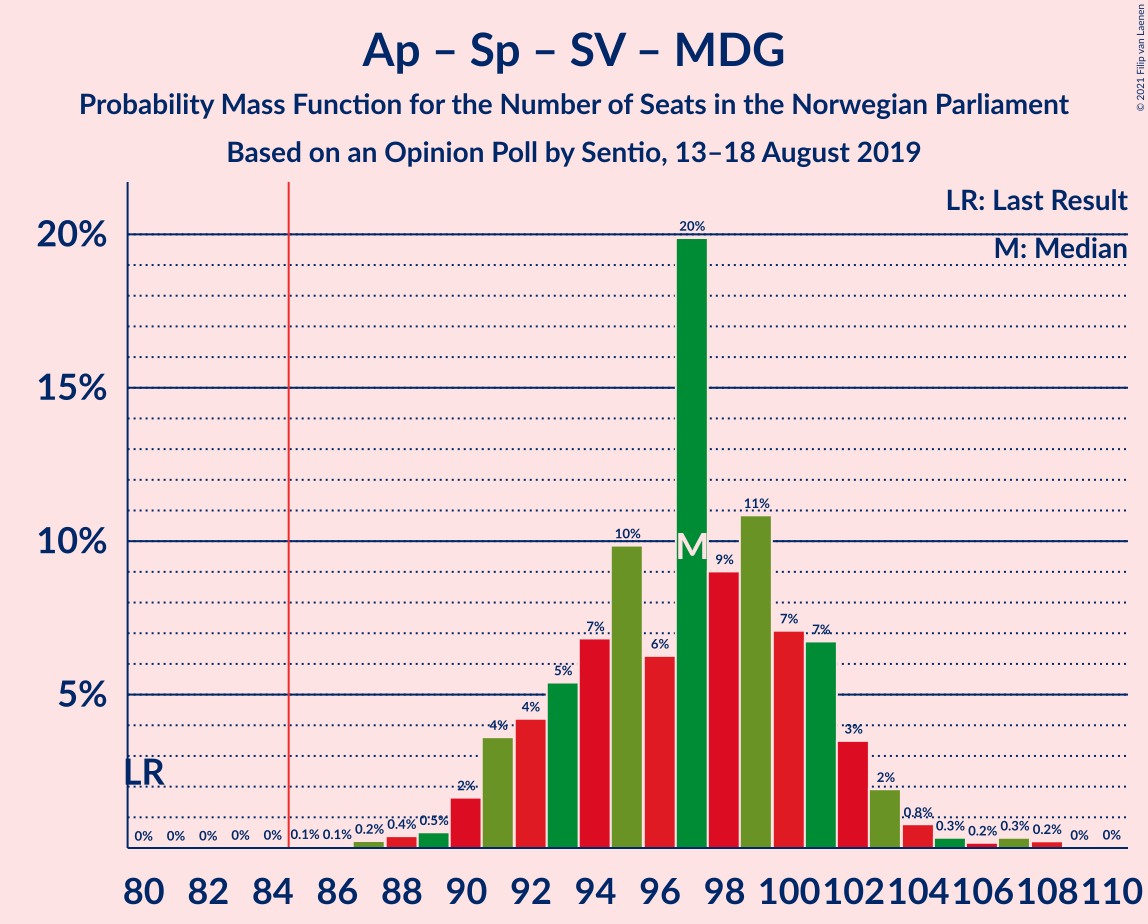 Ap – Sp – SV – MDG
Probability Mass Function for the Number of Seats in the Norwegian Parliament
Based on an Opinion Poll by Sentio, 13–18 August 2019
© 2021 Filip van Laenen
LR: Last Result
M: Median
20%
15%
10%
5%
LR
M
0% 0% 0% 0% 0% 0.1% 0.1% 0.2% 0.4% 0.5% 2% 4% 4% 5% 7% 10% 6% 20% 9% 11% 7% 7% 3% 2% 0.8% 0.3% 0.2% 0.3% 0.2% 0% 0%
80 82 84 86 88 90 92 94 96 98 100 102 104 106 108 110